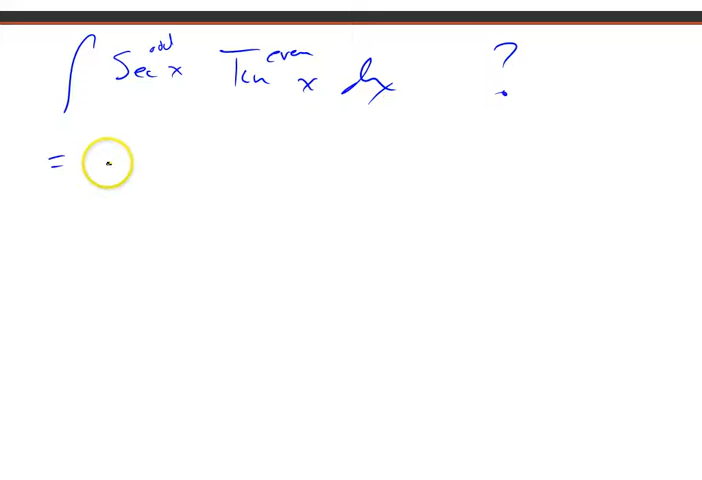 ∫ Sec^odd x Tan^even x dx ?
=